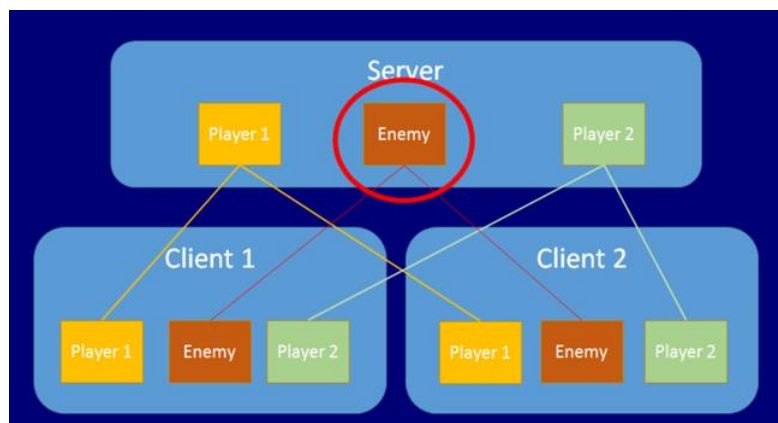 Server
Player 1
Enemy
Player 2
Client 1
Client 2
Player 1
Enemy
Player 2
Player 1
Enemy
Player 2